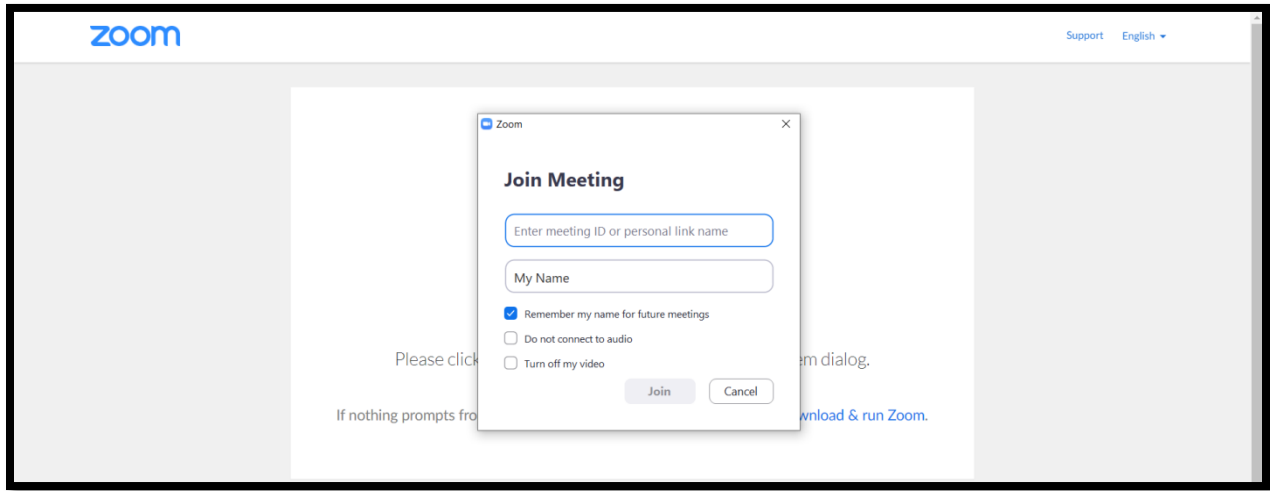 zoom
Support English
Zoom
Join Meeting
Enter meeting ID or personal link name
My Name
Remember my name for future meetings
Do not connect to audio
Turn off my video
Join Cancel
Please click
em dialog.
If nothing prompts fro
wnload & run Zoom.